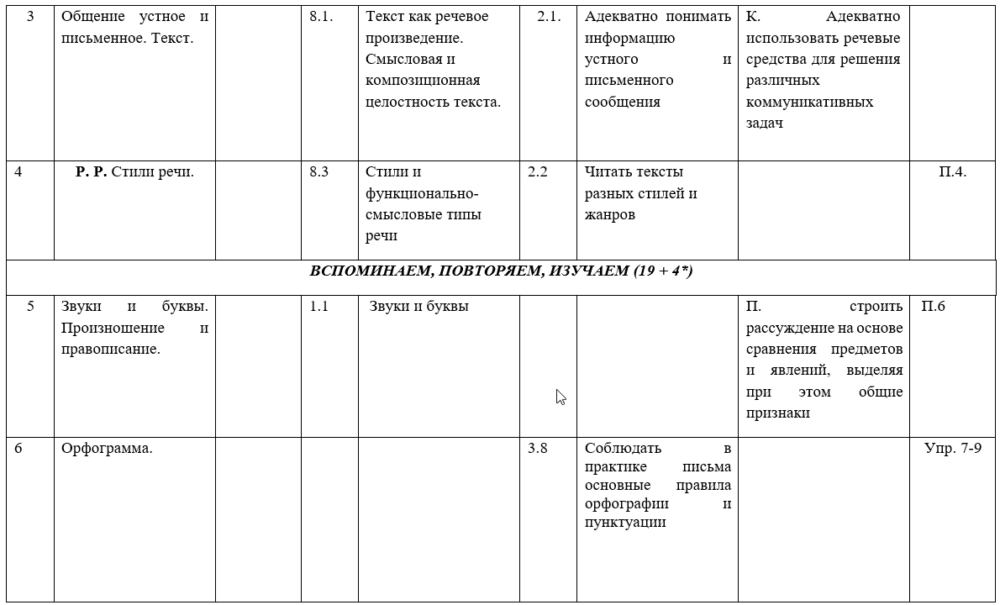 3
Общение устное и
письменное. Текст.
8.1.
Текст как речевое
произведение.
Смысловая и
композиционная
целостность текста.
2.1.
Адекватно понимать
информацию
устного и
письменного
сообщения
К. Адекватно
использовать речевые
средства для решения
различных
коммуникативных
задач
4
Р. Р. Стили речи.
8.3
Стили и
функционально-
смысловые типы
речи
2.2
Читать тексты
разных стилей и
жанров
П.4.
ВСПОМИНАЕМ, ПОВТОРЯЕМ, ИЗУЧАЕМ (19 + 4*)
5
Звуки и буквы.
Произношение и
правописание.
1.1
Звуки и буквы
П. строить
рассуждение на основе
сравнения предметов
и явлений, выделяя
при этом общие
признаки
П.6
6
Орфограмма.
3.8
Соблюдать в
практике письма
основные правила
орфографии и
пунктуации
Упр. 7-9